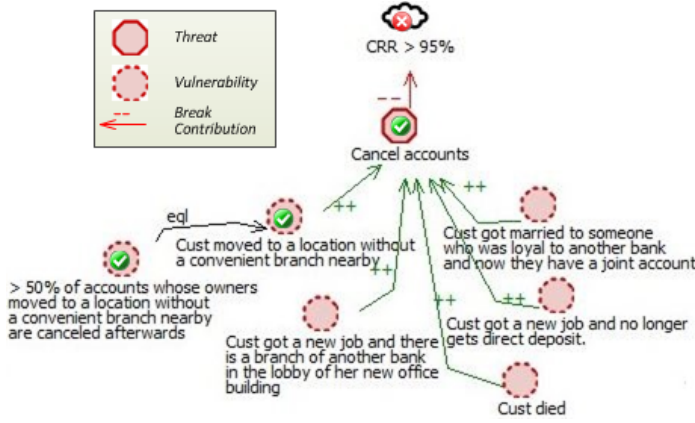 Threat
Vulnerability
--
Break
Contribution
CRR > 95%
--
Cancel accounts
++
++
eql
Cust moved to a location without
a convenient branch nearby
Cust got married to someone
who was loyal to another bank
and now they have a joint account
++
> 50% of accounts whose owners
moved to a location without
a convenient branch nearby
are canceled afterwards
++
++
Cust got a new job and there
is a branch of another bank
in the lobby of her new office
building
Cust got a new job and no longer
gets direct deposit.
Cust died